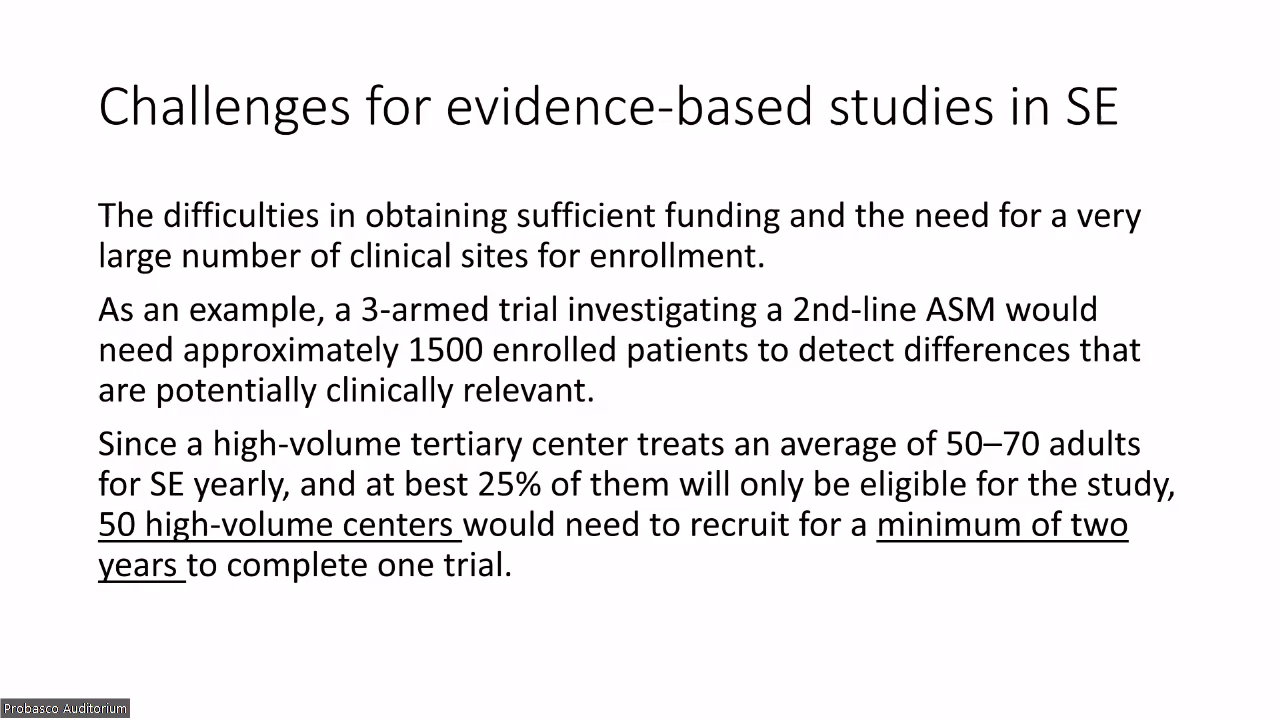 Challenges for evidence-based studies in SE
The difficulties in obtaining sufficient funding and the need for a very
large number of clinical sites for enrollment.
As an example, a 3-armed trial investigating a 2nd-line ASM would
need approximately 1500 enrolled patients to detect differences that
are potentially clinically relevant.
Since a high-volume tertiary center treats an average of 50–70 adults
for SE yearly, and at best 25% of them will only be eligible for the study,
50 high-volume centers would need to recruit for a minimum of two
years to complete one trial.
Probasco Auditorium